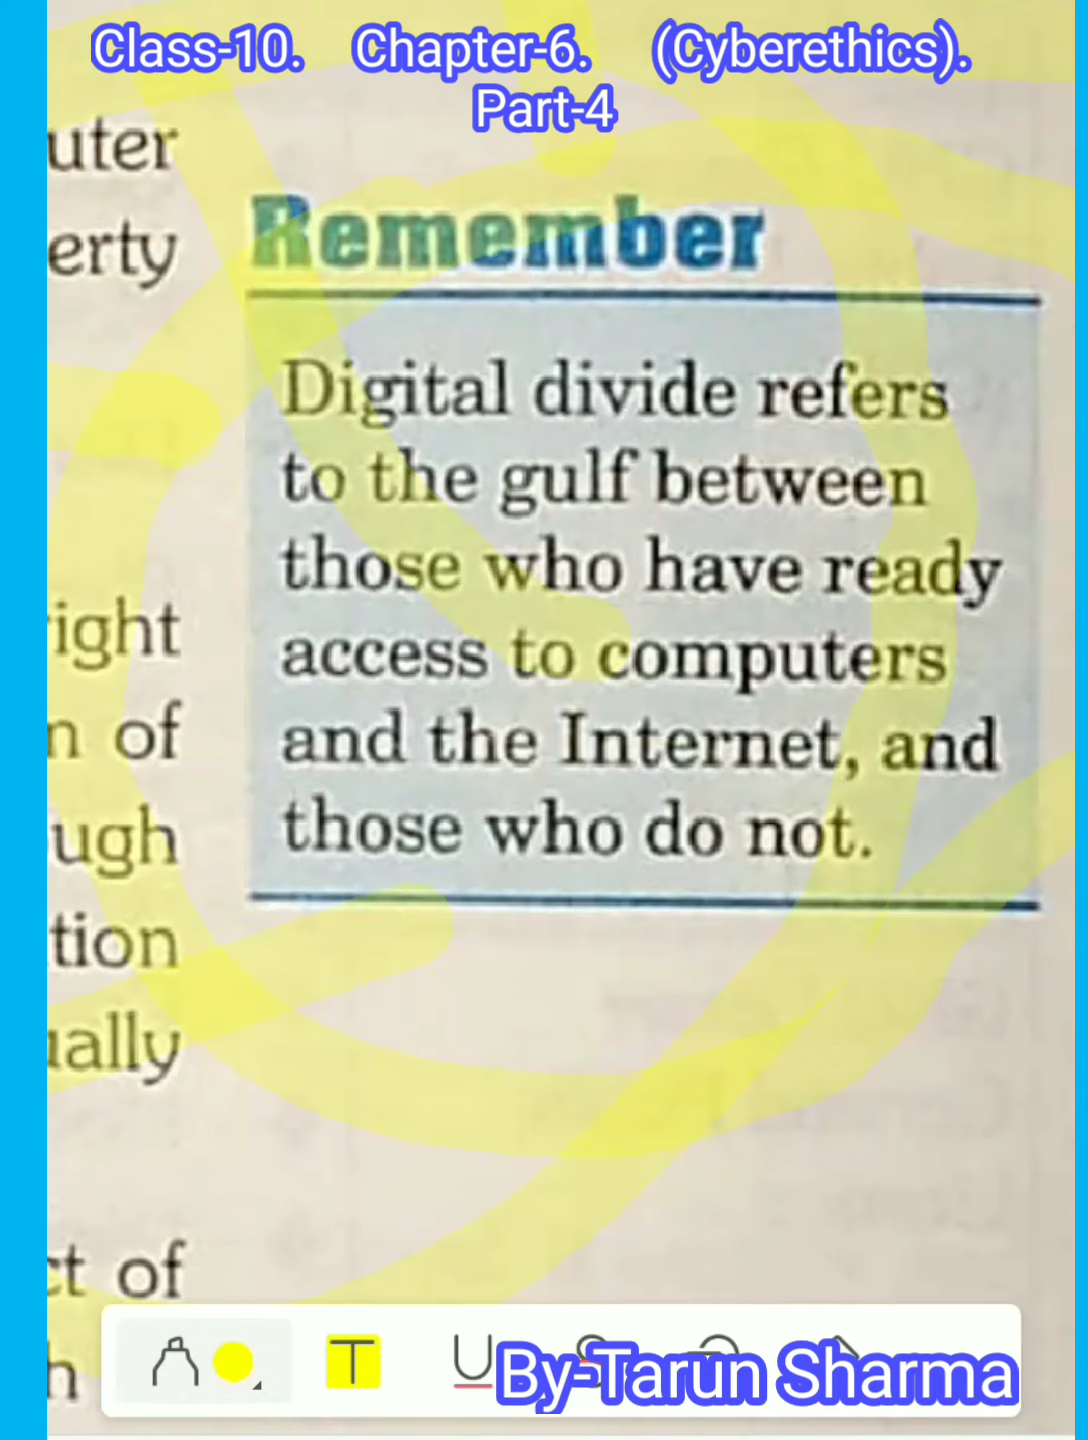 Class-10. Chapter-6. (Cyberethics).
Part-4
uter
erty
Remember
Digital divide refers
to the gulf between
those who have ready
access to computers
and the Internet, and
those who do not.
ight
n of
ugh
tion
ually
ct of
h
T
U
By-Tarun Sharma